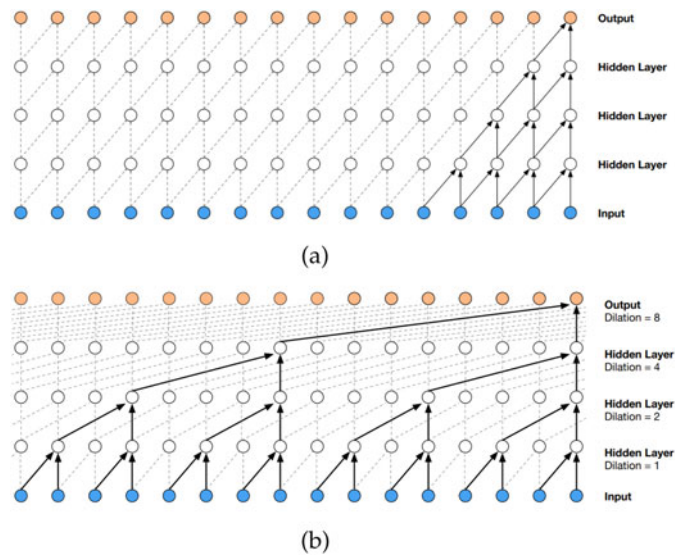 Output
Hidden Layer
Hidden Layer
Hidden Layer
Input
(a)
Output
Dilation = 8
Hidden Layer
Dilation = 4
Hidden Layer
Dilation = 2
Hidden Layer
Dilation = 1
Input
(b)